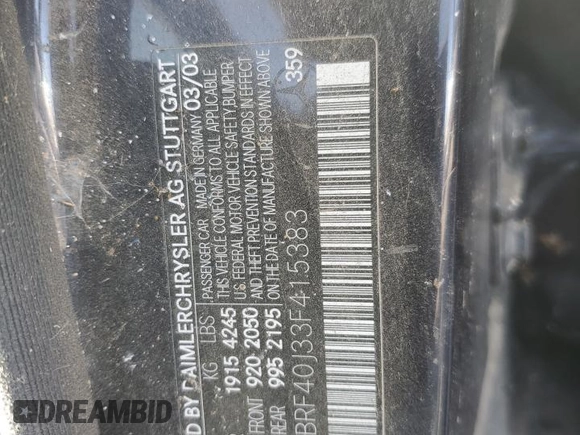 D BY DAIMLERCHRYSLER AG STUTTGART
PASSENGER CAR MADE IN GERMANY 03/03
KG LBS THIS VEHICLE CONFORMS TO ALL APPLICABLE
1915 4245 U.S. FEDERAL MOTOR VEHICLE SAFETY, BUMPER,
FRONT 920 2050 AND THEFT PREVENTION STANDARDS IN EFFECT
REAR 995 2195 ON THE DATE OF MANUFACTURE SHOWN ABOVE
359
BRF40J33F415383
DREAMBID